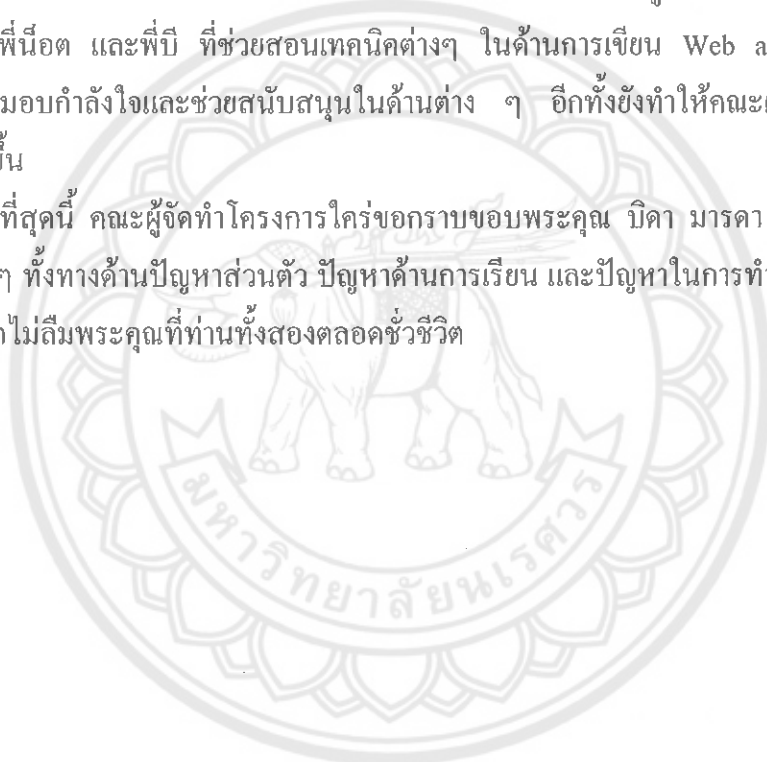 พี่น็อต และพี่บี ที่ช่วยสอนเทคนิคต่างๆ ในด้านการเขียน Web a
มอบกำลังใจและช่วยสนับสนุนในด้านต่าง ๆ อีกทั้งยังทำให้คณะ
ขึ้น
ที่สุดนี้ คณะผู้จัดทำโครงการใคร่ขอกราบขอบพระคุณ บิดา มารดา
ๆ ทั้งทางด้านปัญหาส่วนตัว ปัญหาด้านการเรียน และปัญหาในการทำ
ไม่ลืมพระคุณที่ท่านทั้งสองตลอดชั่วชีวิต
มหาวิทยาลัยนเรศวร